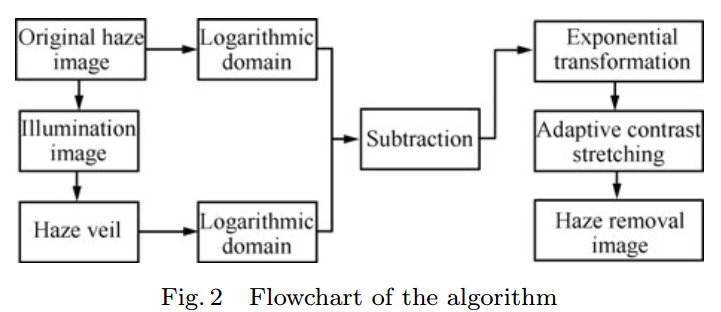 Original haze
image
Logarithmic
domain
Exponential
transformation
Illumination
image
Subtraction
Adaptive contrast
stretching
Haze veil
Logarithmic
domain
Haze removal
image
Fig. 2 Flowchart of the algorithm